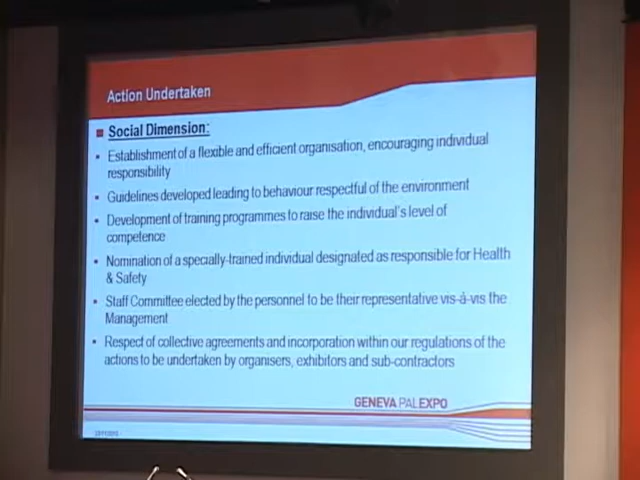 Action Undertaken
Social Dimension:
Establishment of a flexible and efficient organisation, encouraging individual
responsibility
Guidelines developed leading to behaviour respectful of the environment
Development of training programmes to raise the individual's level of
competence
Nomination of a specially-trained individual designated as responsible for Health
& Safety
Staff Committee elected by the personnel to be their representative vis-à-vis the
Management
Respect of collective agreements and incorporation within our regulations of the
actions to be undertaken by organisers, exhibitors and sub-contractors
GENEVA PALEXPO